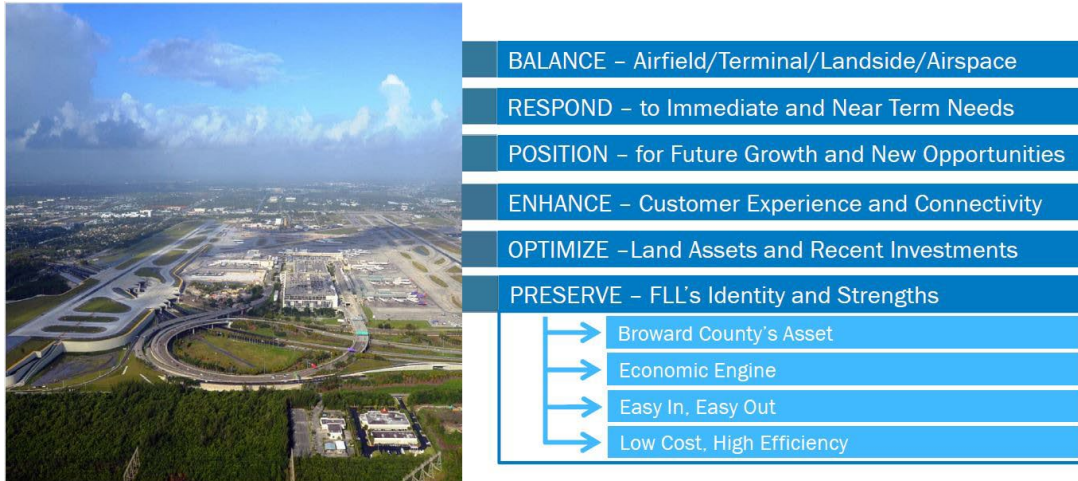 BALANCE – Airfield/Terminal/Landside/Airspace
RESPOND – to Immediate and Near Term Needs
POSITION – for Future Growth and New Opportunities
ENHANCE – Customer Experience and Connectivity
OPTIMIZE –Land Assets and Recent Investments
PRESERVE – FLL's Identity and Strengths
Broward County's Asset
Economic Engine
Easy In, Easy Out
Low Cost, High Efficiency